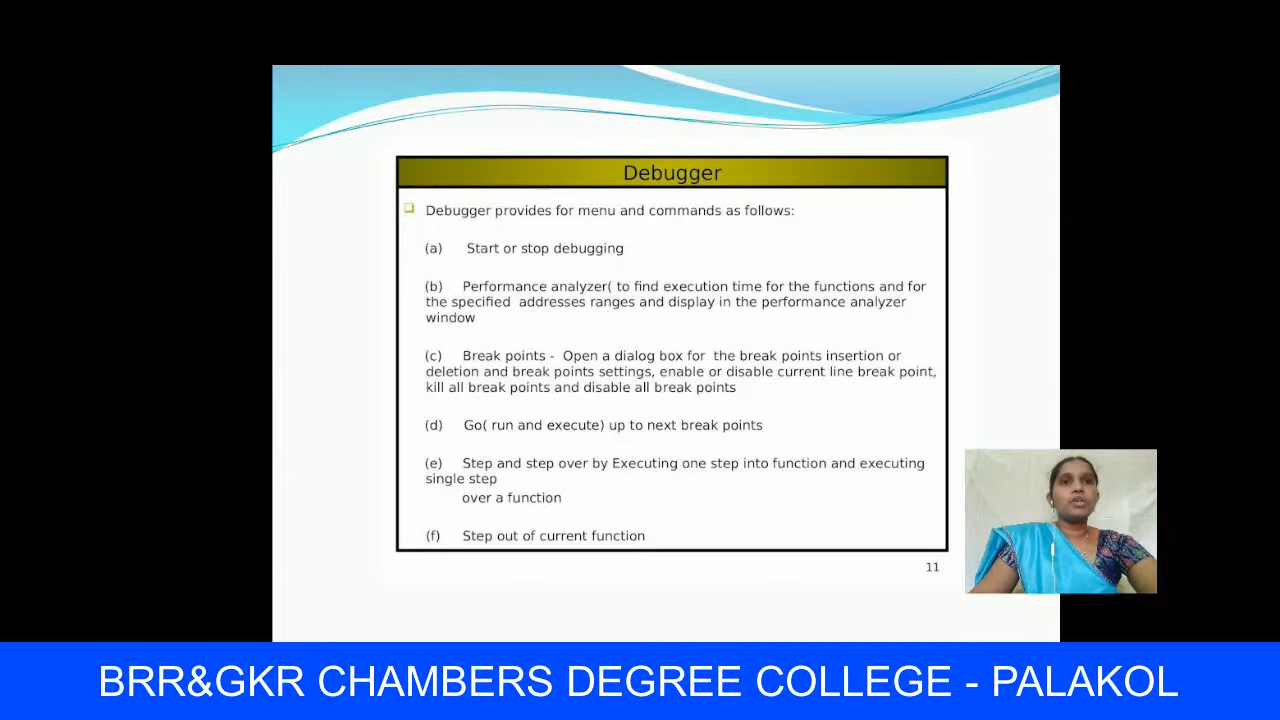 Debugger
Debugger provides for menu and commands as follows:
(a) Start or stop debugging
(b) Performance analyzer( to find execution time for the functions and for
the specified addresses ranges and display in the performance analyzer
window
(c) Break points - Open a dialog box for the break points insertion or
deletion and break points settings, enable or disable current line break point,
kill all break points and disable all break points
(d) Go( run and execute) up to next break points
(e) Step and step over by Executing one step into function and executing
single step
over a function
(f) Step out of current function
11
BRR&GKR CHAMBERS DEGREE COLLEGE - PALAKOL